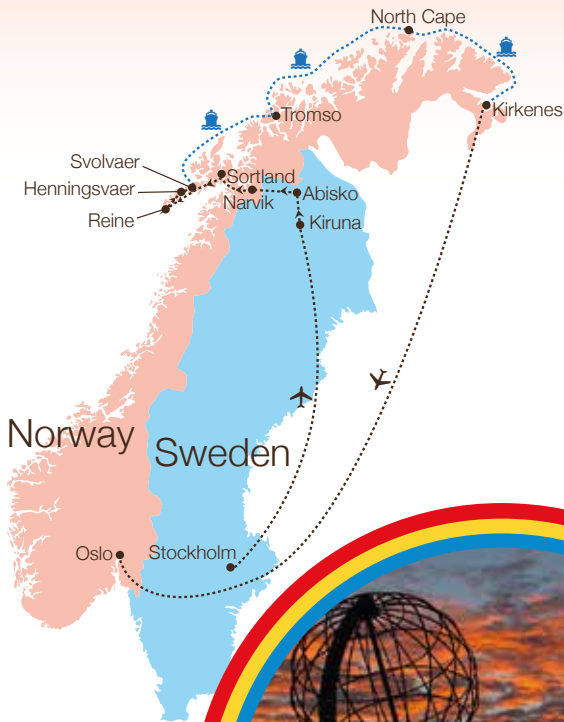 North Cape
Kirkenes
Tromso
Svolvaer
Sortland
Henningsvaer
Narvik
Abisko
Reine
Kiruna
Norway
Sweden
Oslo
Stockholm